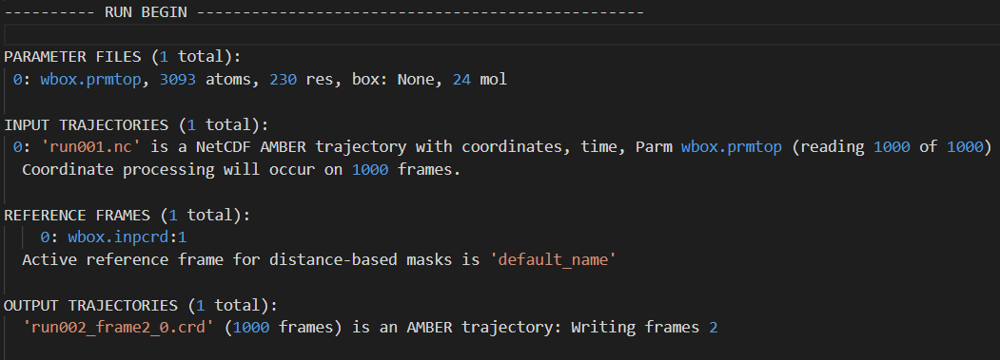 ---------- RUN BEGIN -------------------------------------------------
PARAMETER FILES (1 total):
0: wbox.prmtop, 3093 atoms, 230 res, box: None, 24 mol
INPUT TRAJECTORIES (1 total):
0: 'run001.nc' is a NetCDF AMBER trajectory with coordinates, time, Parm wbox.prmtop (reading 1000 of 1000)
Coordinate processing will occur on 1000 frames.
REFERENCE FRAMES (1 total):
0: wbox.inpcrd:1
Active reference frame for distance-based masks is 'default_name'
OUTPUT TRAJECTORIES (1 total):
'run002_frame2_0.crd' (1000 frames) is an AMBER trajectory: Writing frames 2